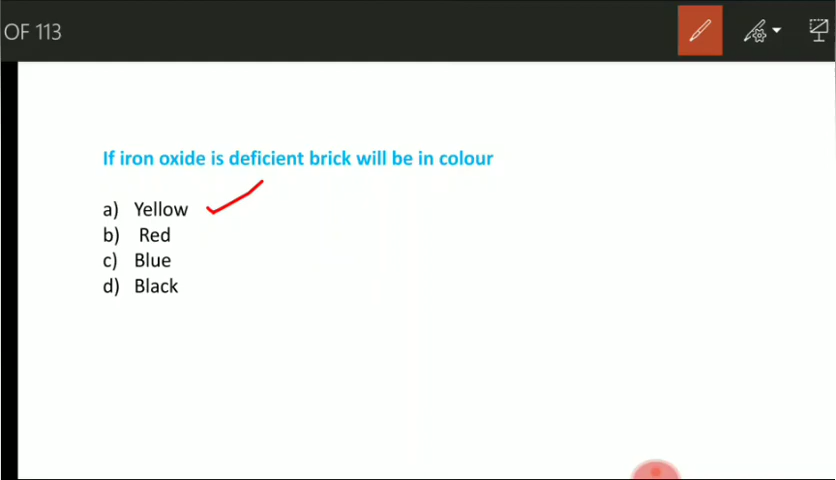 OF 113
If iron oxide is deficient brick will be in colour
a) Yellow
b) Red
c) Blue
d) Black